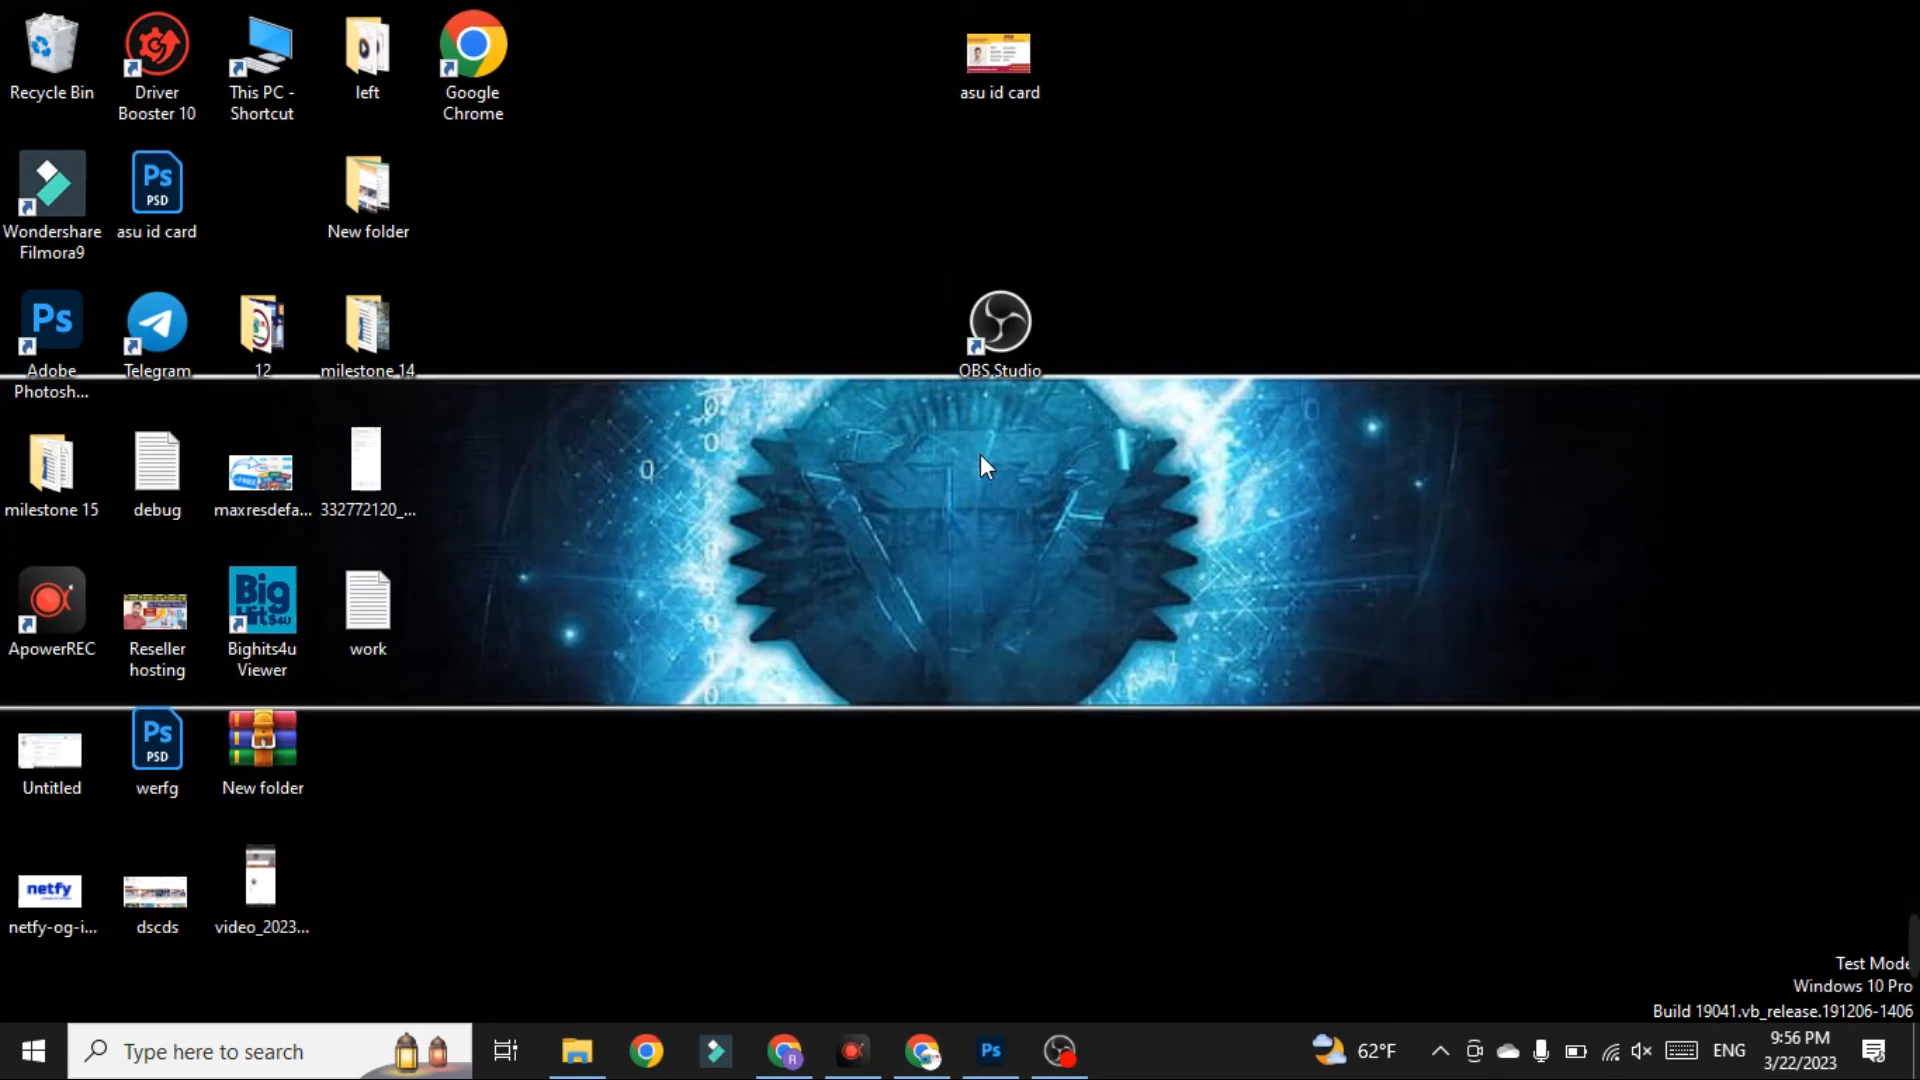 Recycle Bin
Driver
Booster 10
This PC -
Shortcut
left
Google
Chrome
asu id card
Wondershare
Filmora9
Ps
PSD
asu id card
New folder
Ps
Adobe
Photosh...
Telegram
12
milestone 14
OBS Studio
milestone 15
debug
maxresdefa...
332772120_...
ApowerREC
Reseller
hosting
Big
Hits4U
Bighits4u
Viewer
work
Untitled
Ps
PSD
werfg
New folder
netfy
netfy-og-i...
dscds
video_2023...
Test Mode
Windows 10 Pro
Build 19041.vb_release.191206-1406
Type here to search
R
Ps
62°F
ENG
9:56 PM
3/22/2023